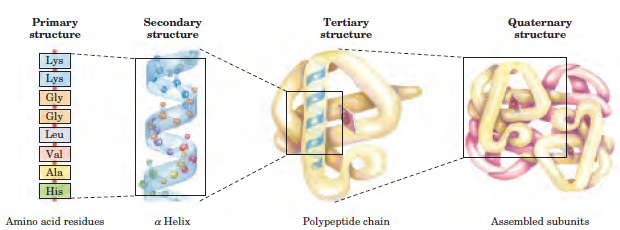 Primary
structure
Secondary
structure
Tertiary
structure
Quaternary
structure
Lys
Lys
Gly
Gly
Leu
Val
Ala
His
Amino acid residues
α Helix
Polypeptide chain
Assembled subunits